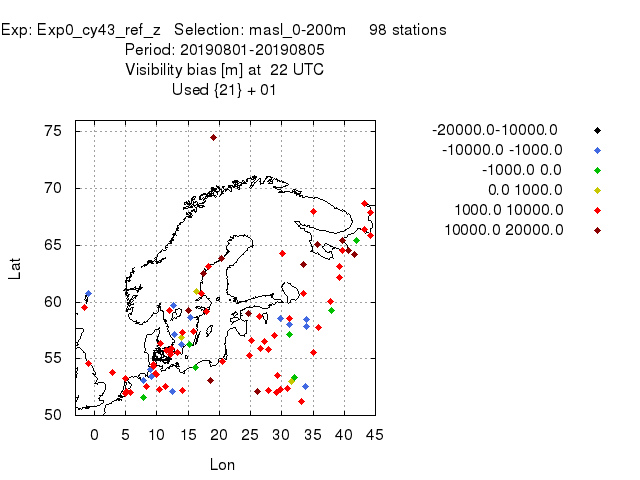 Exp: Exp0_cy43_ref_z   Selection: masl_0-200m     98 stations
Period: 20190801-20190805
Visibility bias [m] at  22 UTC
Used {21} + 01
-20000.0-10000.0
-10000.0 -1000.0
-1000.0 0.0
0.0 1000.0
1000.0 10000.0
10000.0 20000.0
75
70
65
60
55
50
Lat
0 5 10 15 20 25 30 35 40 45
Lon